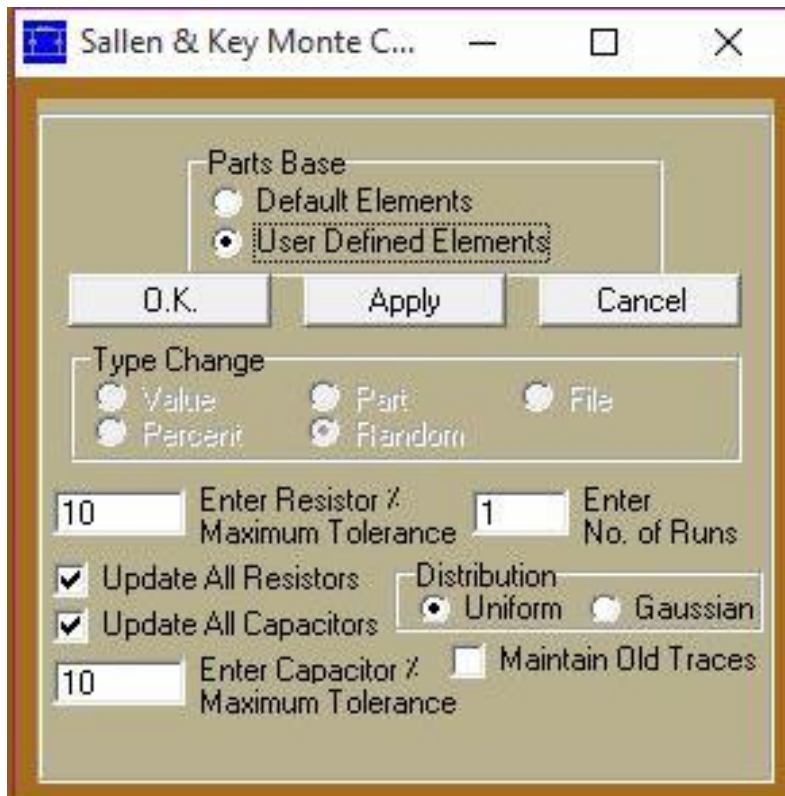 Sallen & Key Monte C...
Parts Base
Default Elements
User Defined Elements
O.K. Apply Cancel
Type Change
Value Part File
Percent Random
10 Enter Resistor % Maximum Tolerance
1 Enter No. of Runs
Update All Resistors
Update All Capacitors
Distribution
Uniform Gaussian
10 Enter Capacitor % Maximum Tolerance
Maintain Old Traces